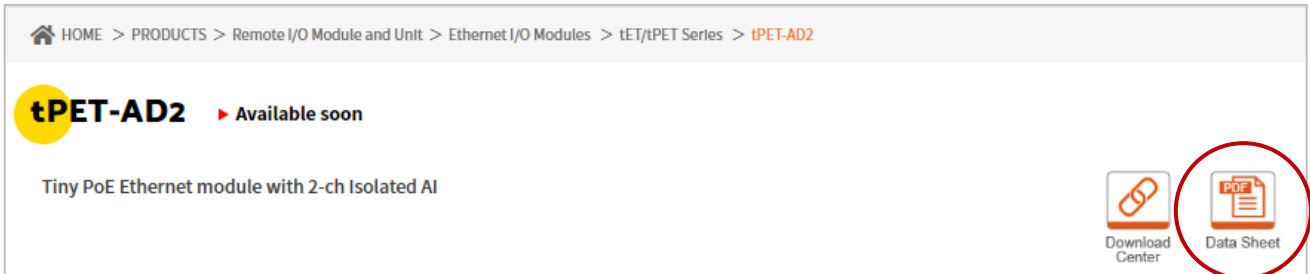 HOME > PRODUCTS > Remote I/O Module and Unit > Ethernet I/O Modules > tET/tPET Series > tPET-AD2
tPET-AD2 ▶ Available soon
Tiny PoE Ethernet module with 2-ch Isolated AI
PDF
Download Center
Data Sheet